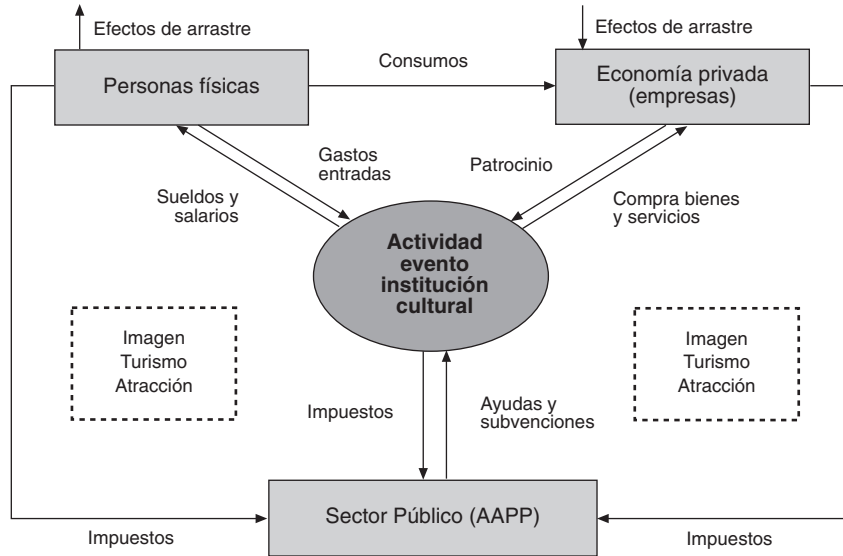 Efectos de arrastre
Efectos de arrastre
Personas físicas
Consumos
Economía privada
(empresas)
Gastos
entradas
Patrocinio
Sueldos y
salarios
Compra bienes
y servicios
Actividad
evento
institución
cultural
Imagen
Turismo
Atracción
Imagen
Turismo
Atracción
Impuestos
Ayudas y
subvenciones
Sector Público (AAPP)
Impuestos
Impuestos